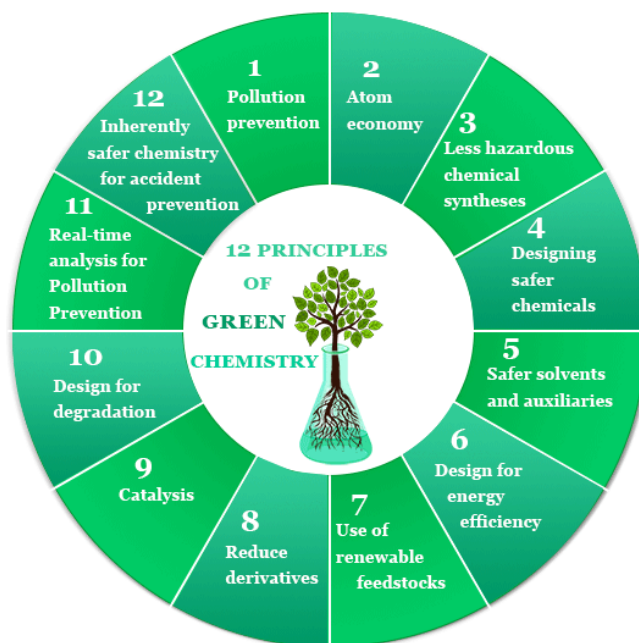 12 PRINCIPLES
OF
GREEN
CHEMISTRY
1
Pollution
prevention
2
Atom
economy
3
Less hazardous
chemical
syntheses
4
Designing
safer
chemicals
5
Safer solvents
and auxiliaries
6
Design for
energy
efficiency
7
Use of
renewable
feedstocks
8
Reduce
derivatives
9
Catalysis
10
Design for
degradation
11
Real-time
analysis for
Pollution
Prevention
12
Inherently
safer chemistry
for accident
prevention